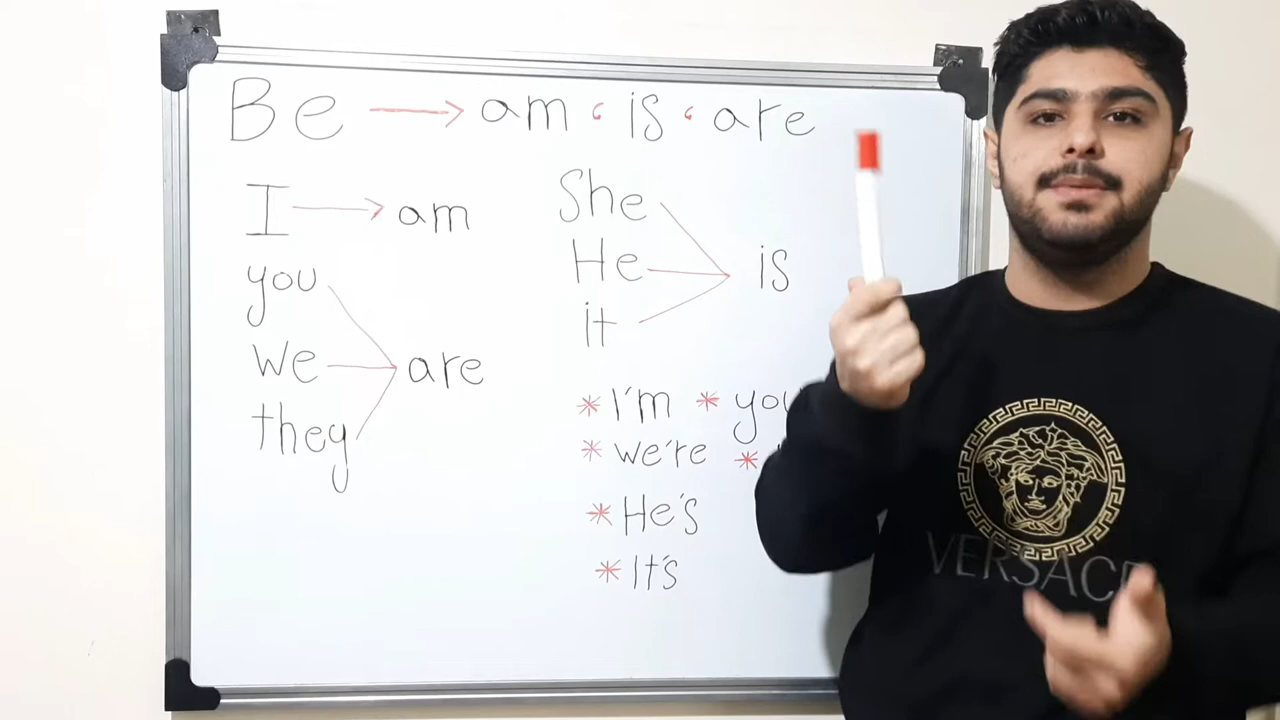 Be → am ، is ، are
I → am
you
we
they
are
She
He
it
is
* I'm * you
* we're *
* He's
* It's
VERSACE